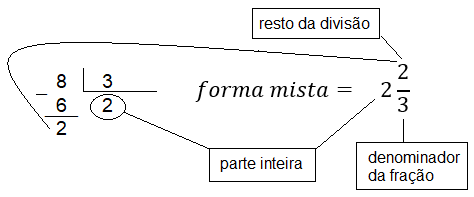 resto da divisão
8 3
- 6 2
2
forma mista = 2 2/3
parte inteira
denominador
da fração